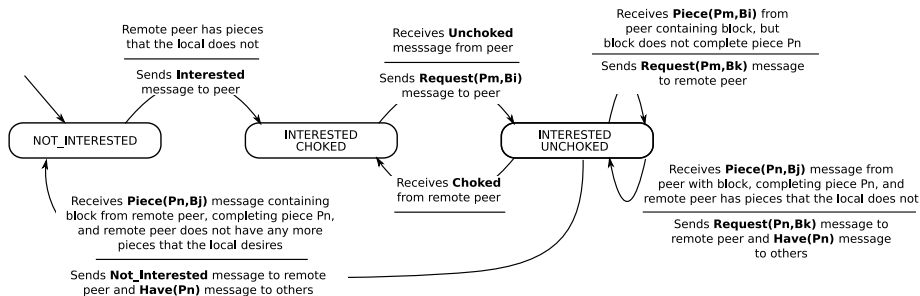 Remote peer has pieces
that the local does not
Sends Interested
message to peer
Receives Unchoked
messsage from peer
Sends Request(Pm,Bi)
message to peer
Receives Piece(Pm,Bi) from
peer containing block, but
block does not complete piece Pn
Sends Request(Pm,Bk) message
to remote peer
NOT_INTERESTED
INTERESTED
CHOKED
INTERESTED
UNCHOKED
Receives Choked
from remote peer
Receives Piece(Pn,Bj) message containing
block from remote peer, completing piece Pn,
and remote peer does not have any more
pieces that the local desires
Sends Not_Interested message to remote
peer and Have(Pn) message to others
Receives Piece(Pn,Bj) message from
peer with block, completing piece Pn, and
remote peer has pieces that the local does not
Sends Request(Pn,Bk) message to
remote peer and Have(Pn) message
to others